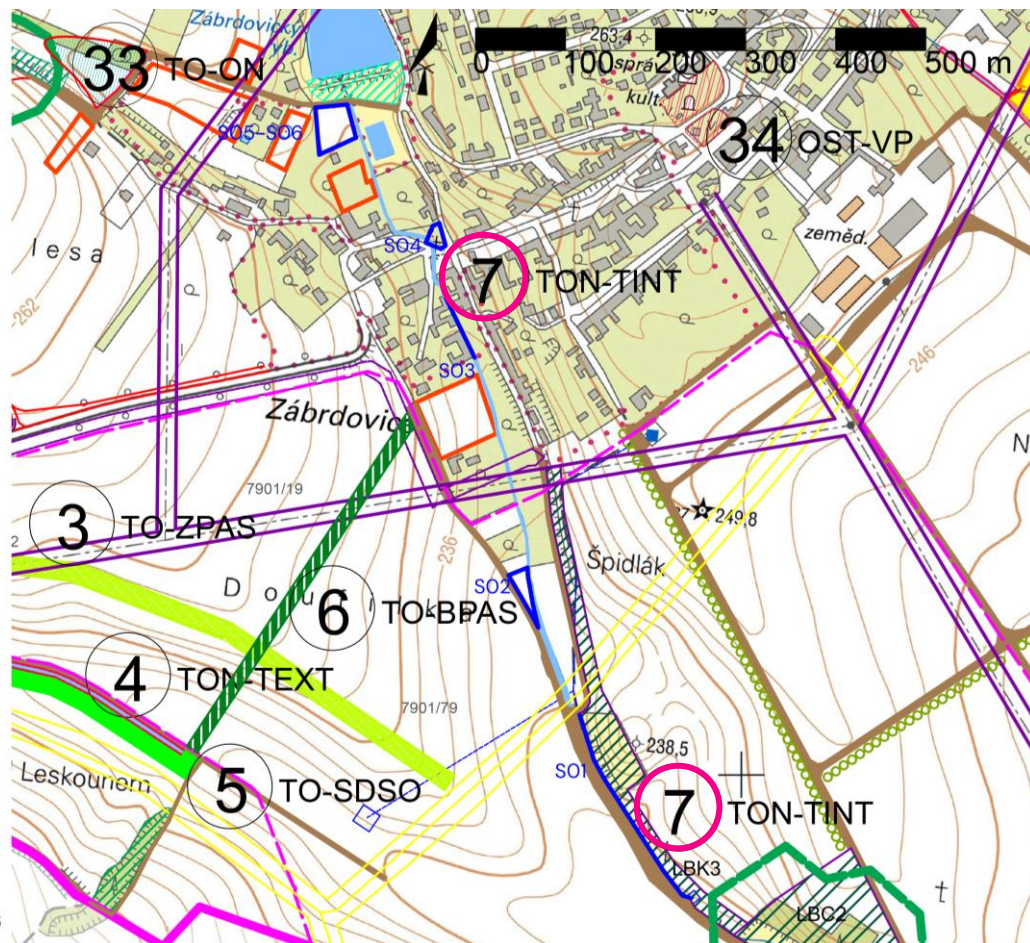 Zábrdovický
vp.
263,4
0 100 200 300 400 500 m
správ
kult.
33 TO-ON
SO5-SO6
34 OST-VP
lesa
SO4
zeměd.
7 TON-TINT
262
246
SO3
Zábrdovic
N
7901/19
249,8
3 TO-ZPAS
236
Špidlák
SO2
6 TO-BPAS
4 TON-TEXT
7901/79
238,5
Leskounem
SO1
5 TO-SDSO
7 TON-TINT
LBK3
t
LBC2